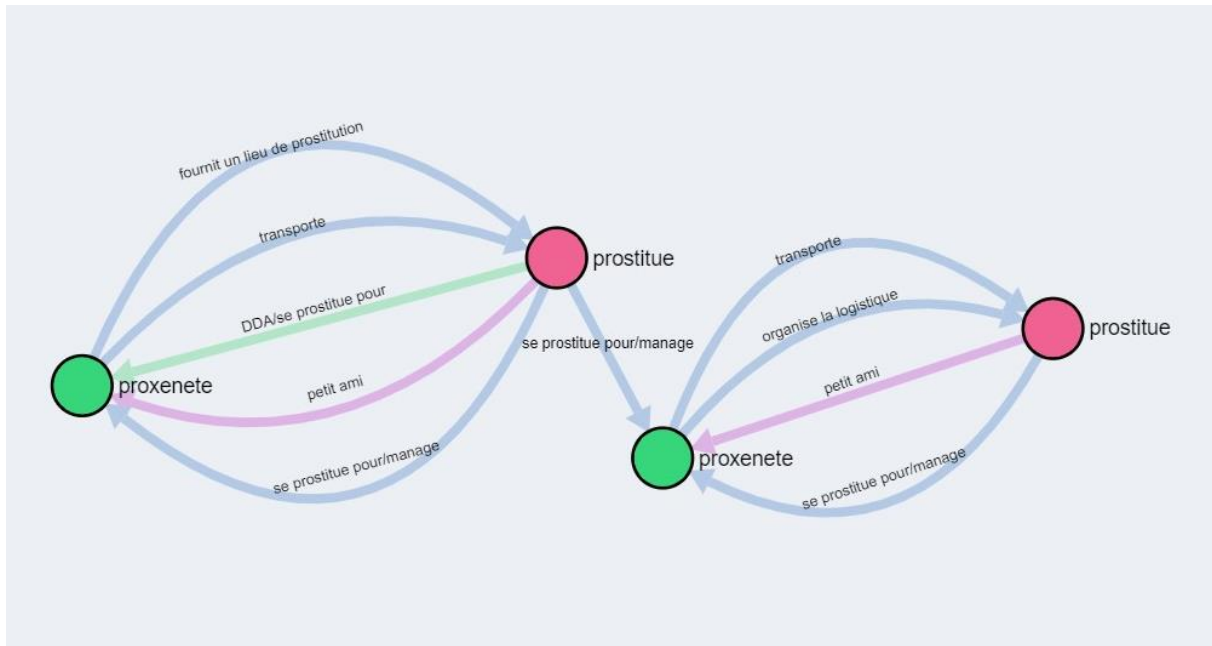 fournit un lieu de prostitution
transporte
prostitue
DDA/se prostitue pour
proxenete
petit ami
se prostitue pour/manage
se prostitue pour/manage
transporte
organise la logistique
prostitue
petit ami
proxenete
se prostitue pour/manage